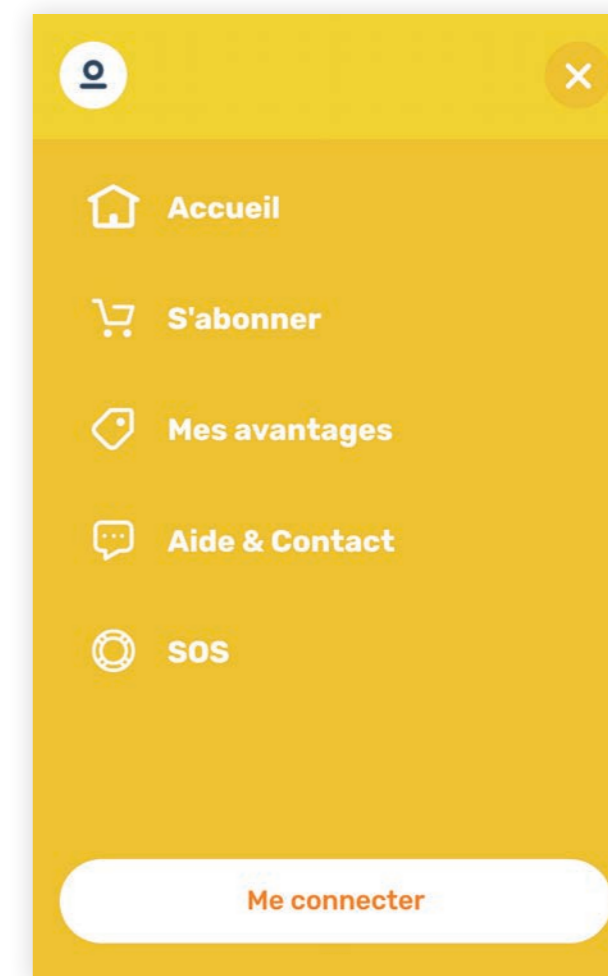 Accueil
S'abonner
Mes avantages
Aide & Contact
SOS
Me connecter